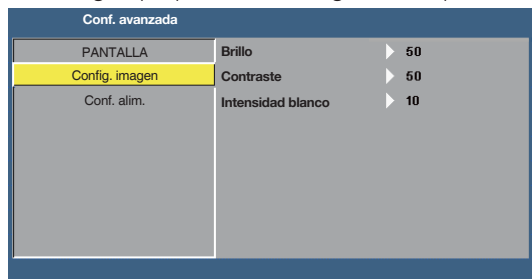 Conf. avanzada
PANTALLA
Config. imagen
Conf. alim.
Brillo 50
Contraste 50
Intensidad blanco 10